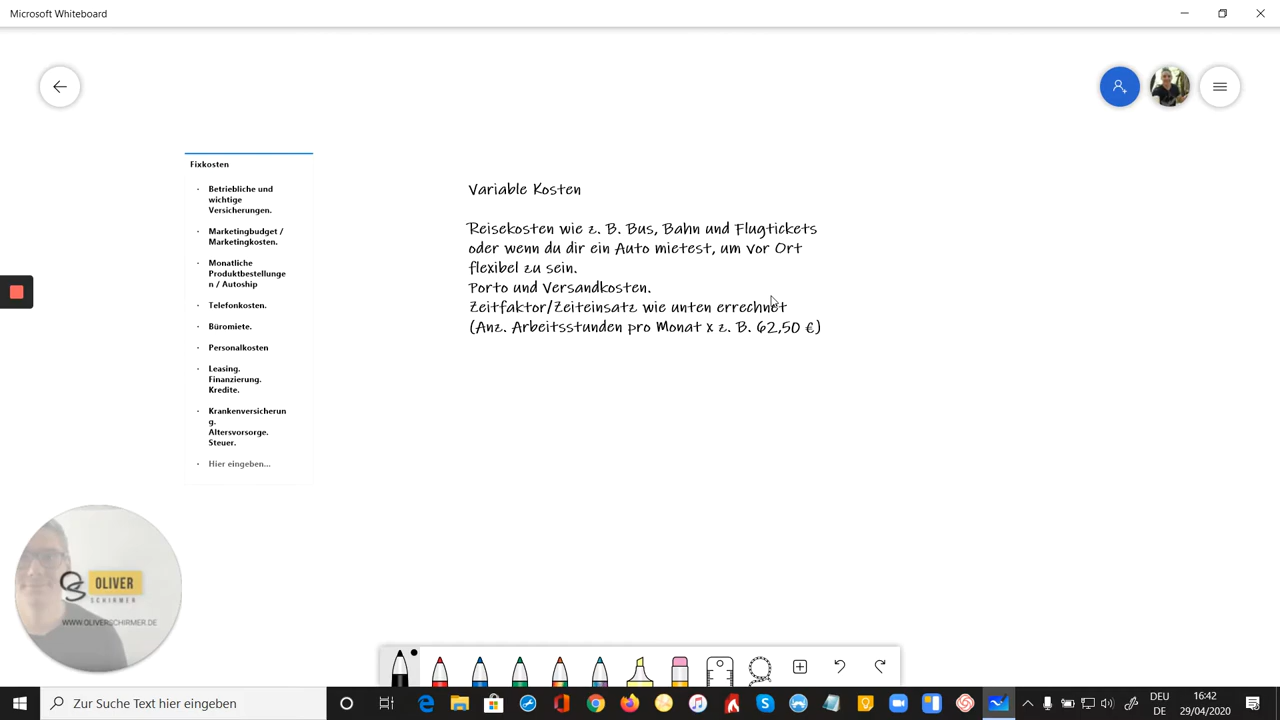 Microsoft Whiteboard
Fixkosten
· Betriebliche und
wichtige
Versicherungen.
· Marketingbudget /
Marketingkosten.
· Monatliche
Produktbestellunge
n / Autoship
· Telefonkosten.
· Büromiete.
· Personalkosten
· Leasing.
Finanzierung.
Kredite.
· Krankenversicherun
g.
Altersvorsorge.
Steuer.
· Hier eingeben...
Variable Kosten
Reisekosten wie z. B. Bus, Bahn und Flugtickets
oder wenn du dir ein Auto mietest, um vor Ort
flexibel zu sein.
Porto und Versandkosten.
Zeitfaktor/Zeiteinsatz wie unten errechnet
(Anz. Arbeitsstunden pro Monat x z. B. 62,50 €)
OS OLIVER
SCHIRMER
WWW.OLIVERSCHIRMER.DE
Zur Suche Text hier eingeben
DEU
DE
16:42
29/04/2020